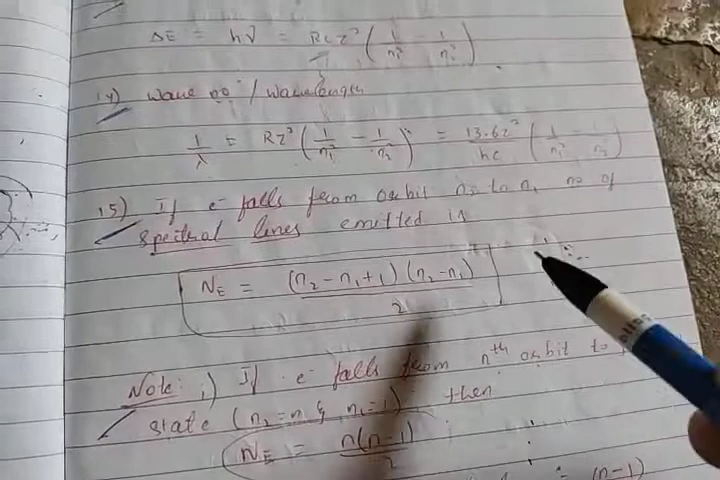 ΔE = hν = Rcz² (1/n₁² - 1/n₂²)
14) Wave no / wavelength
1/λ = Rz² (1/n₁² - 1/n₂²) = 13.6z²/hc (1/n₁² - 1/n₂)
15) If e⁻ falls from orbit n₂ to n₁ no of
spectral lines emitted is
N_E = (n₂-n₁+1)(n₂-n₁)/2
Note: i) If e⁻ falls from nᵗʰ orbit to
state (n₂=n & n₁=1) then
N_E = n(n-1)/2
= (n-1)